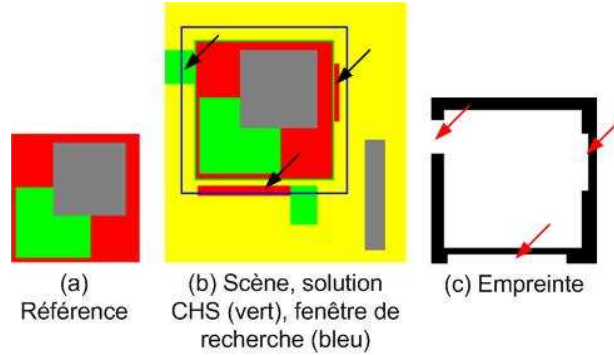 (a)
Référence
(b) Scène, solution
CHS (vert), fenêtre de
recherche (bleu)
(c) Empreinte